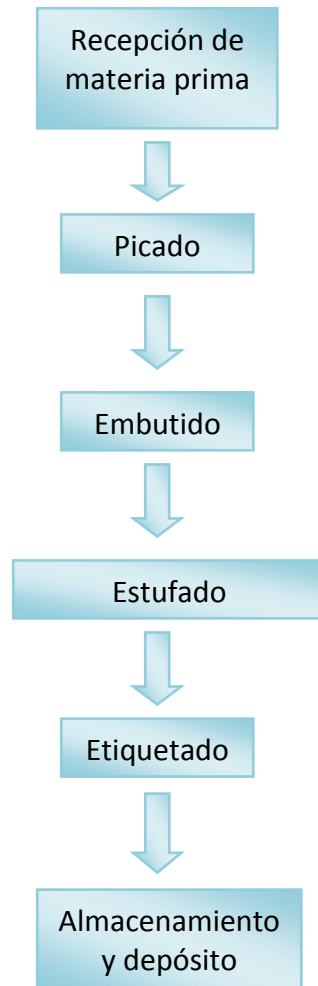 Recepción de
materia prima
Picado
Embutido
Estufado
Etiquetado
Almacenamiento
y depósito